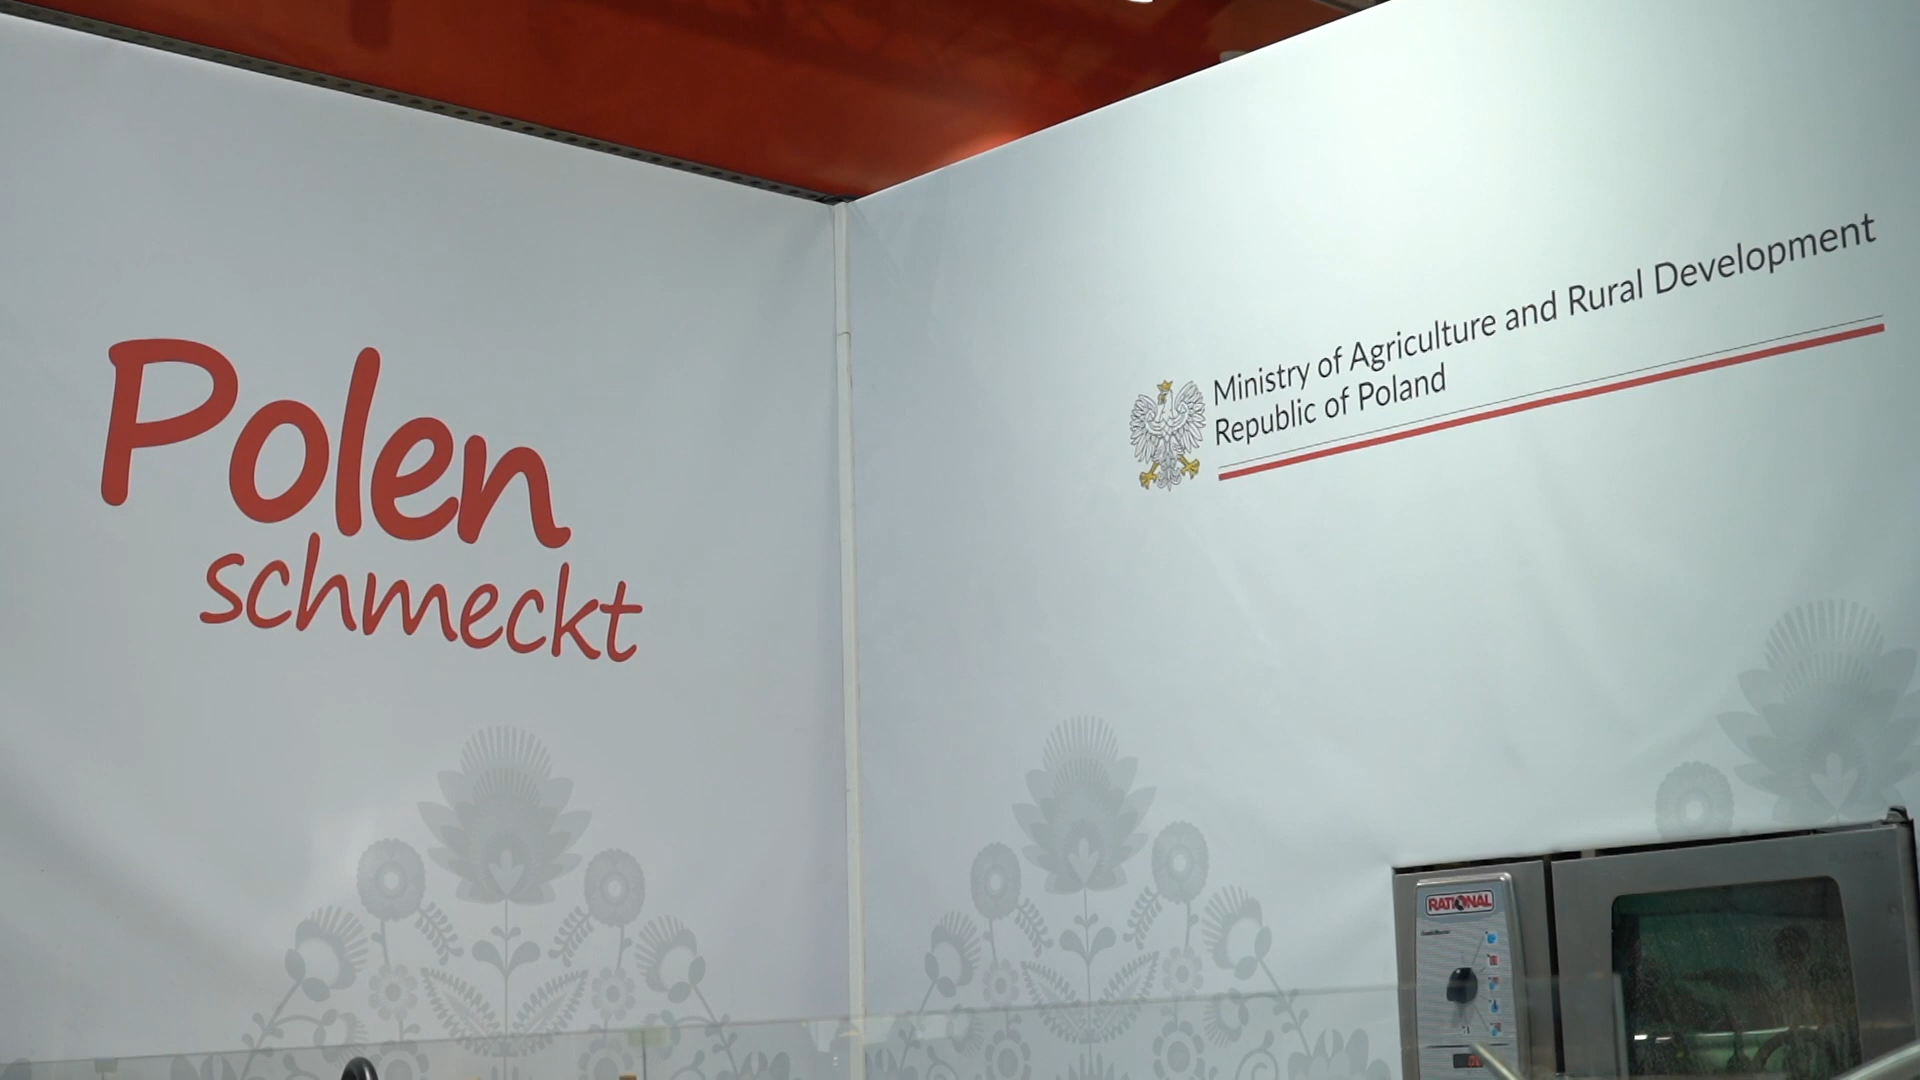 Polen
schmeckt
Ministry of Agriculture and Rural Development
Republic of Poland
RATIONAL